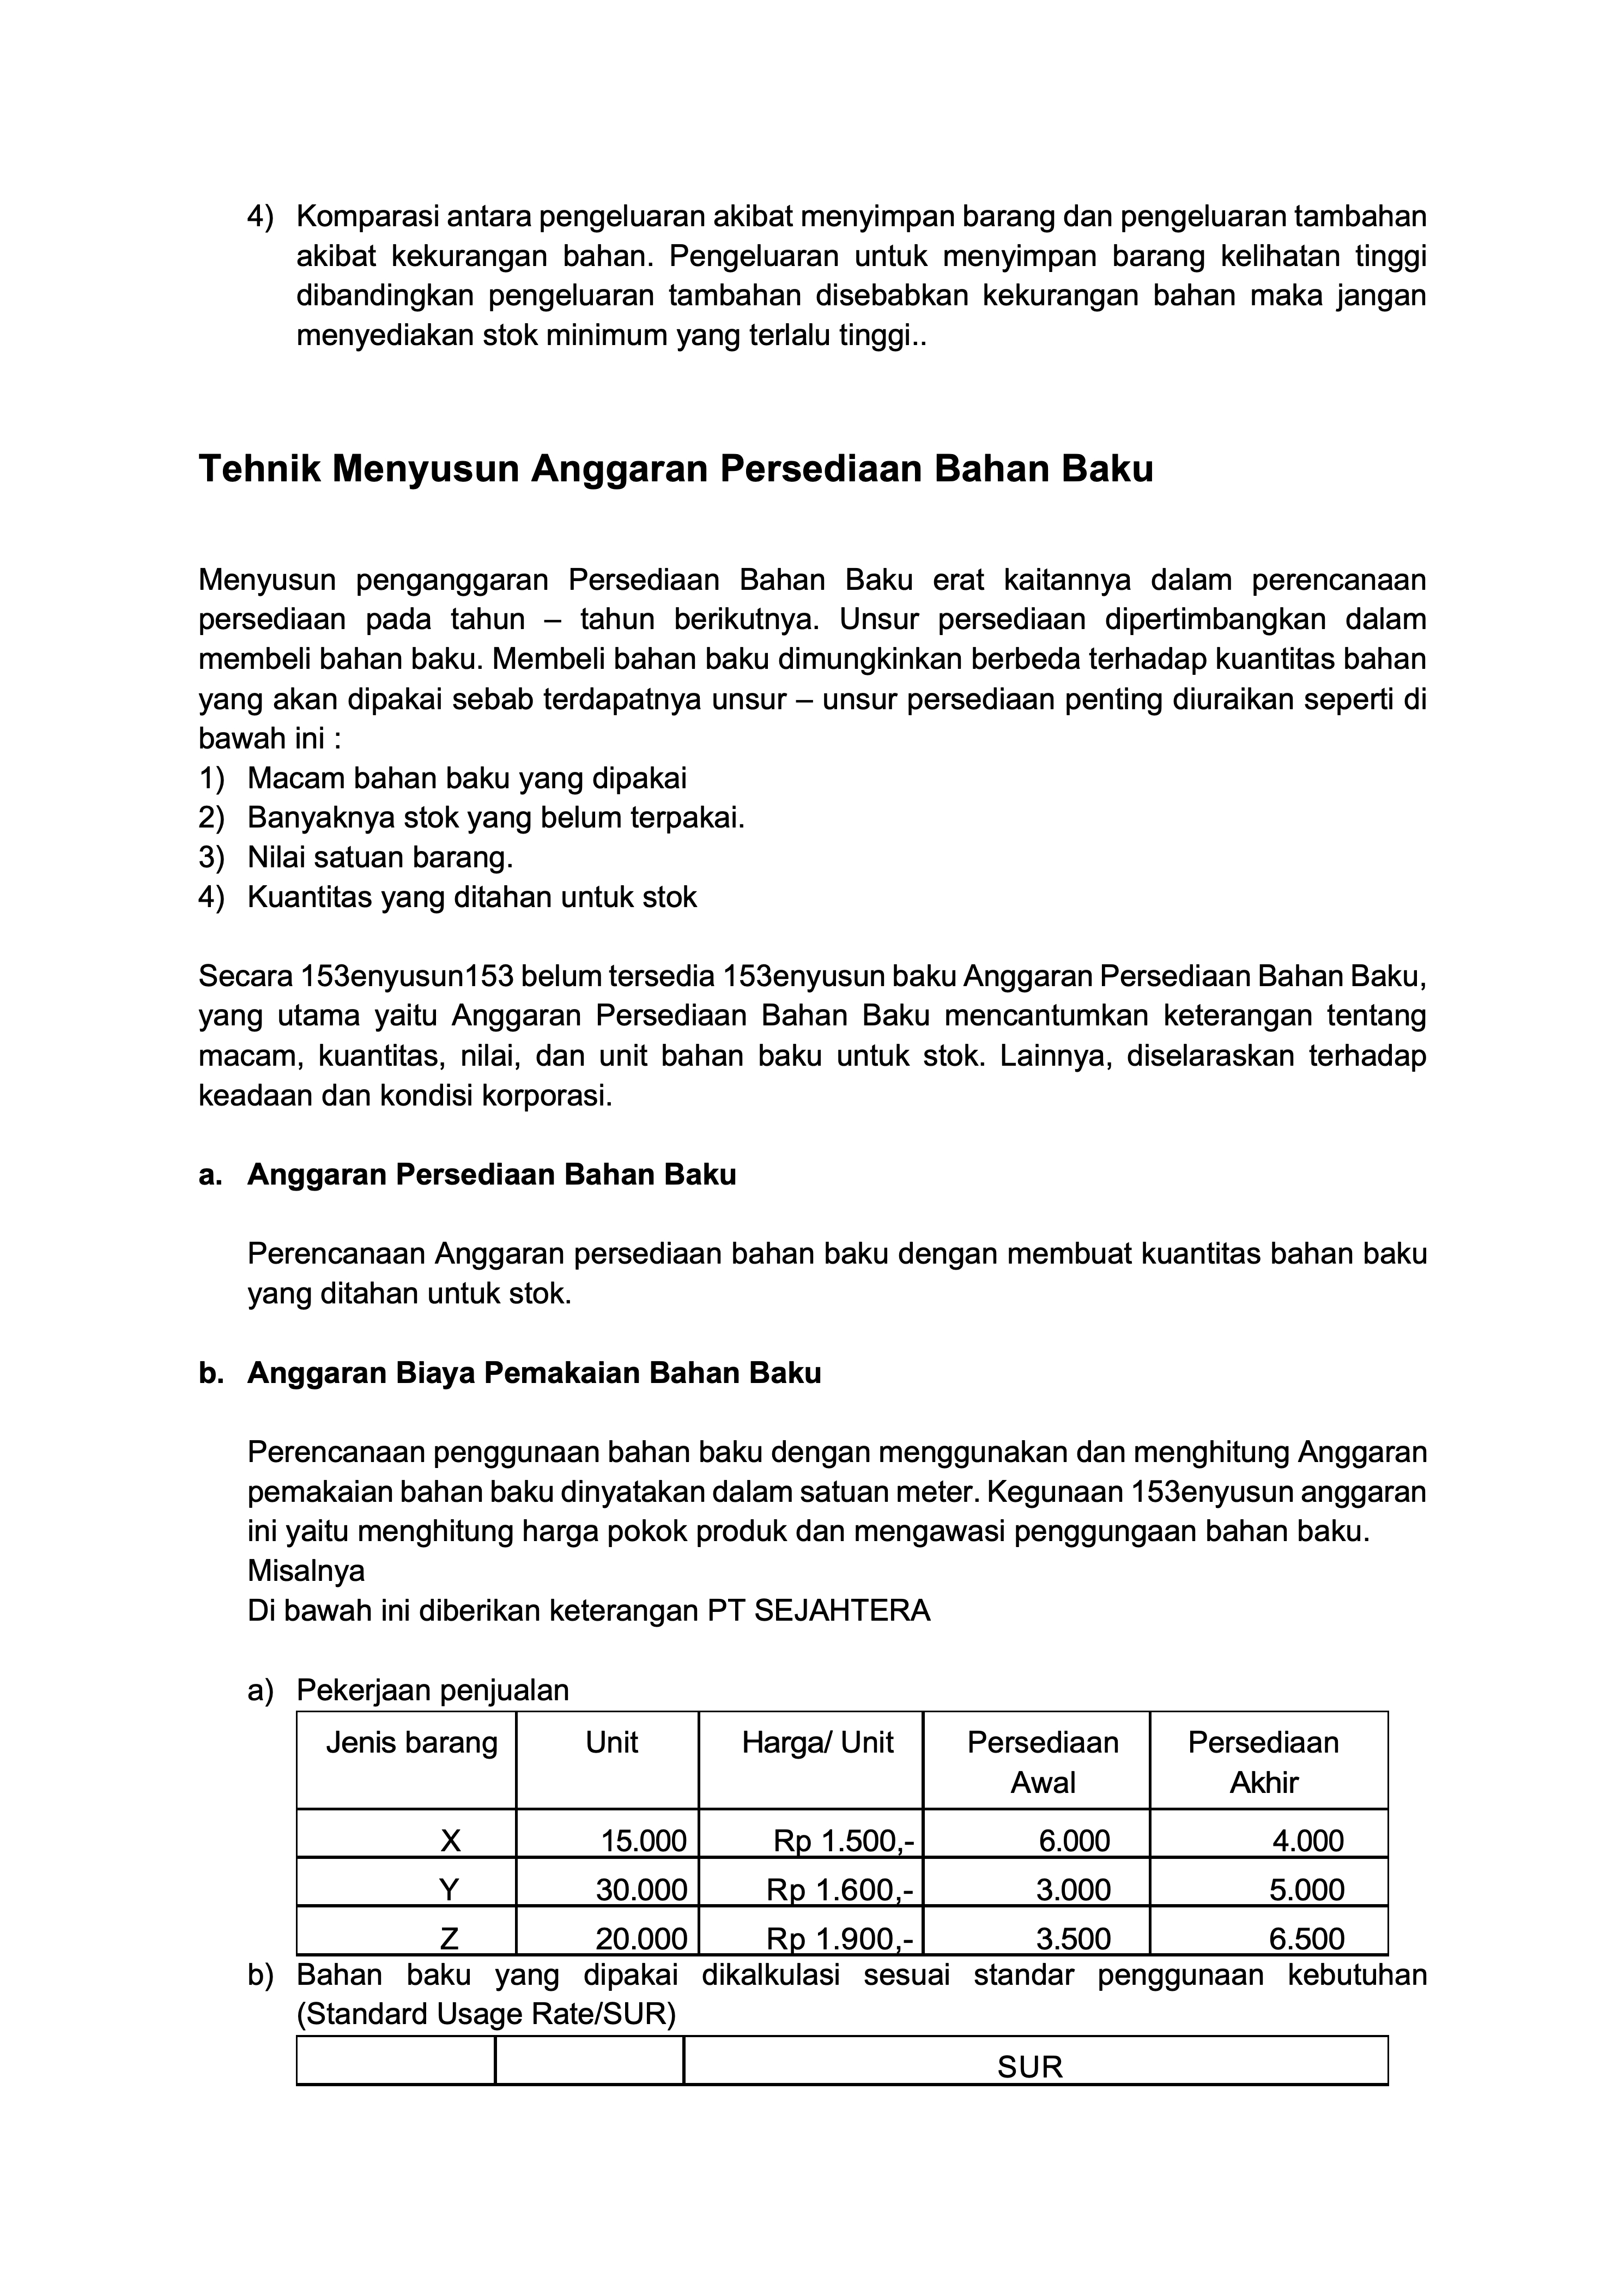 4) Komparasi antara pengeluaran akibat menyimpan barang dan pengeluaran tambahan
akibat kekurangan bahan. Pengeluaran untuk menyimpan barang kelihatan tinggi
dibandingkan pengeluaran tambahan disebabkan kekurangan bahan maka jangan
menyediakan stok minimum yang terlalu tinggi..
Tehnik Menyusun Anggaran Persediaan Bahan Baku
Menyusun penganggaran Persediaan Bahan Baku erat kaitannya dalam perencanaan
persediaan pada tahun – tahun berikutnya. Unsur persediaan dipertimbangkan dalam
membeli bahan baku. Membeli bahan baku dimungkinkan berbeda terhadap kuantitas bahan
yang akan dipakai sebab terdapatnya unsur – unsur persediaan penting diuraikan seperti di
bawah ini :
1) Macam bahan baku yang dipakai
2) Banyaknya stok yang belum terpakai.
3) Nilai satuan barang.
4) Kuantitas yang ditahan untuk stok
Secara 153enyusun153 belum tersedia 153enyusun baku Anggaran Persediaan Bahan Baku,
yang utama yaitu Anggaran Persediaan Bahan Baku mencantumkan keterangan tentang
macam, kuantitas, nilai, dan unit bahan baku untuk stok. Lainnya, diselaraskan terhadap
keadaan dan kondisi korporasi.
a. Anggaran Persediaan Bahan Baku
Perencanaan Anggaran persediaan bahan baku dengan membuat kuantitas bahan baku
yang ditahan untuk stok.
b. Anggaran Biaya Pemakaian Bahan Baku
Perencanaan penggunaan bahan baku dengan menggunakan dan menghitung Anggaran
pemakaian bahan baku dinyatakan dalam satuan meter. Kegunaan 153enyusun anggaran
ini yaitu menghitung harga pokok produk dan mengawasi penggungaan bahan baku.
Misalnya
Di bawah ini diberikan keterangan PT SEJAHTERA
a) Pekerjaan penjualan
Jenis barang Unit Harga/ Unit Persediaan Awal Persediaan Akhir
X 15.000 Rp 1.500,- 6.000 4.000
Y 30.000 Rp 1.600,- 3.000 5.000
Z 20.000 Rp 1.900,- 3.500 6.500
b) Bahan baku yang dipakai dikalkulasi sesuai standar penggunaan kebutuhan
(Standard Usage Rate/SUR)
SUR